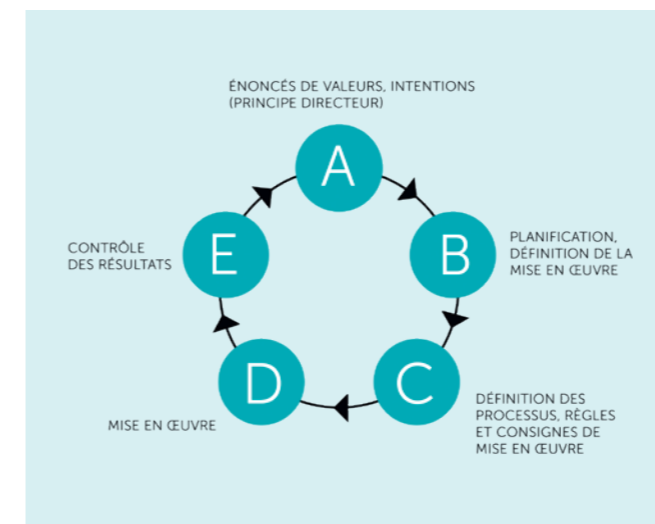 ÉNONCÉS DE VALEURS, INTENTIONS
(PRINCIPE DIRECTEUR)
A
B
PLANIFICATION,
DÉFINITION DE LA
MISE EN ŒUVRE
C
DÉFINITION DES
PROCESSUS, RÈGLES
ET CONSIGNES DE
MISE EN ŒUVRE
D
MISE EN ŒUVRE
E
CONTRÔLE
DES RÉSULTATS